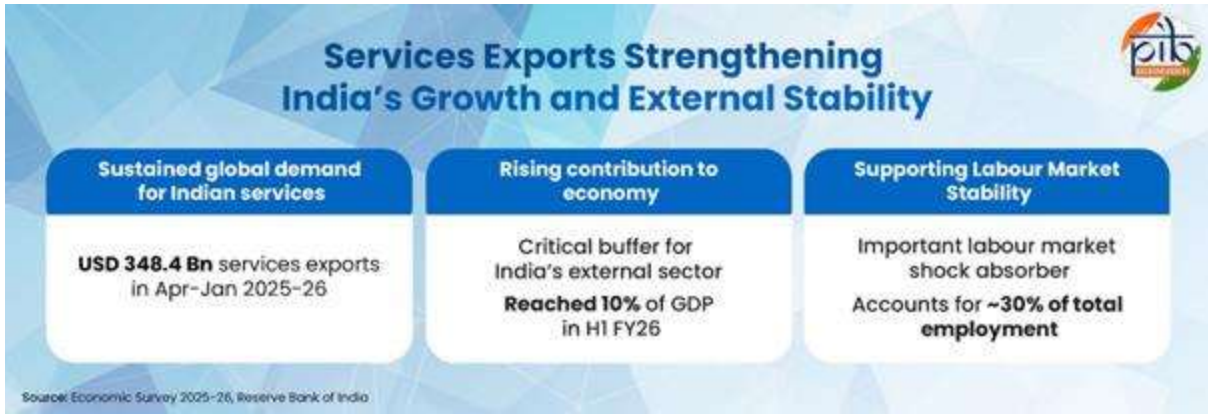 Services Exports Strengthening
India's Growth and External Stability
pib
Sustained global demand
for Indian services
USD 348.4 Bn services exports
in Apr-Jan 2025-26
Rising contribution to
economy
Critical buffer for
India's external sector
Reached 10% of GDP
in H1 FY26
Supporting Labour Market
Stability
Important labour market
shock absorber
Accounts for ~30% of total
employment
Source: Economic Survey 2025-26, Reserve Bank of India